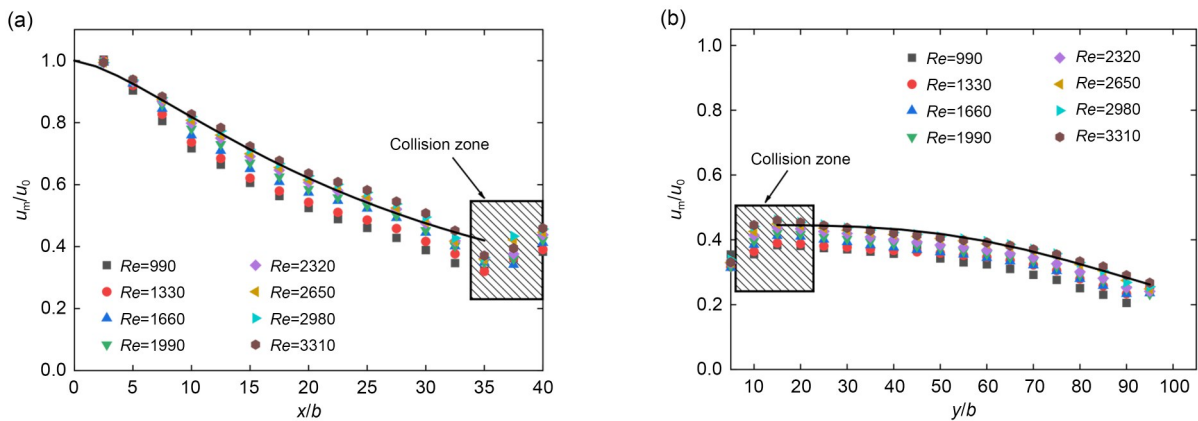 (a)
1.0
0.8
0.6
0.4
0.2
0.0
um/u0
Collision zone
Re=990
Re=1330
Re=1660
Re=1990
Re=2320
Re=2650
Re=2980
Re=3310
0 5 10 15 20 25 30 35 40
x/b
(b)
1.0
0.8
0.6
0.4
0.2
0.0
um/u0
Re=990
Re=1330
Re=1660
Re=1990
Re=2320
Re=2650
Re=2980
Re=3310
Collision zone
10 20 30 40 50 60 70 80 90 100
y/b